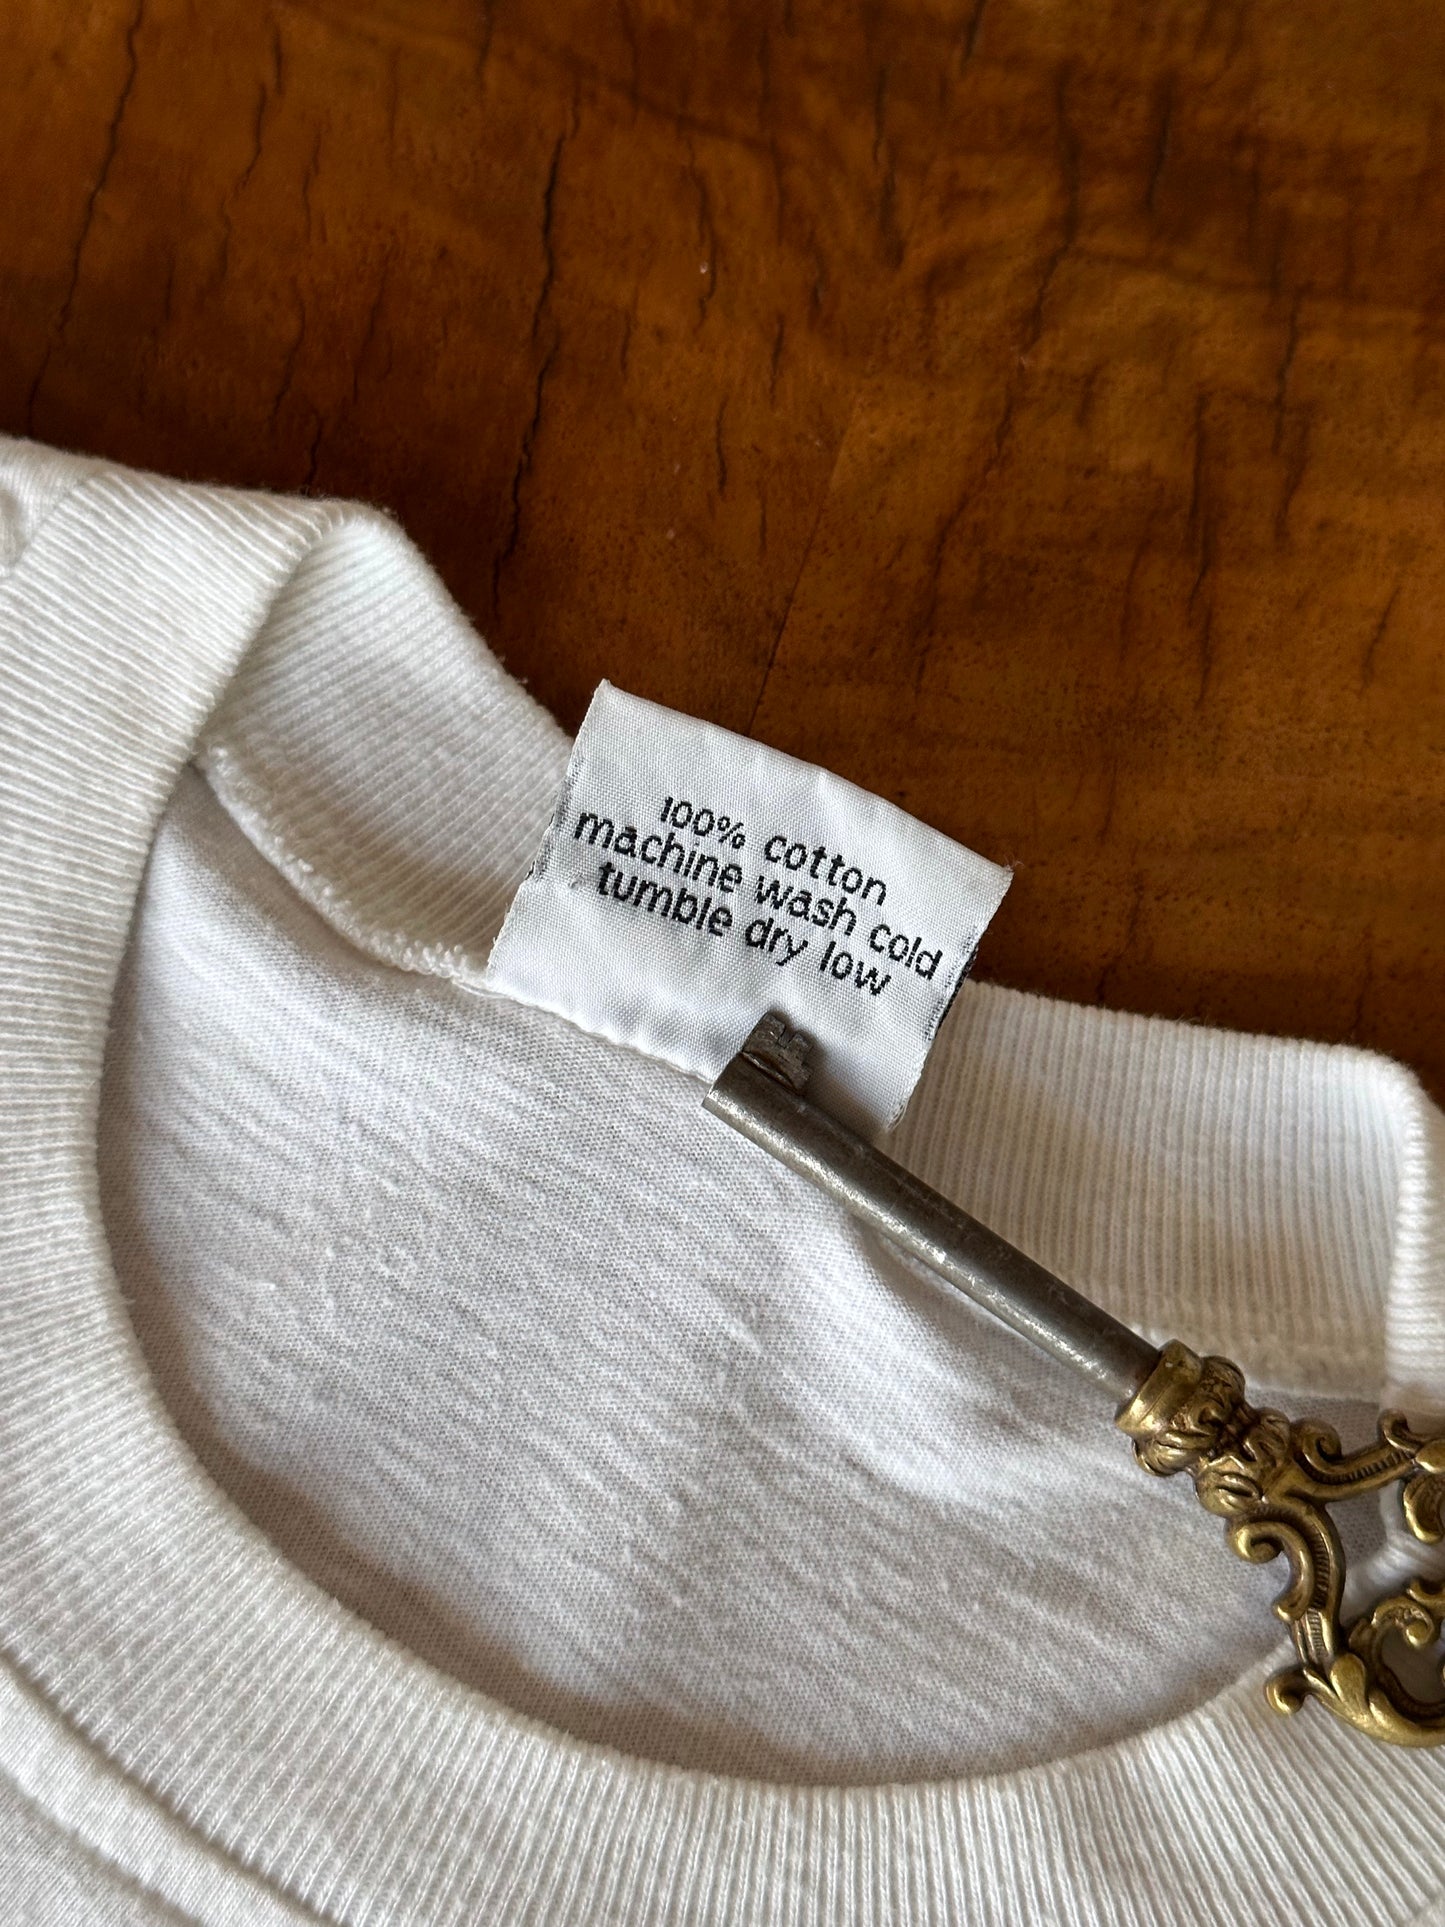 100% cotton
machine wash cold
tumble dry low